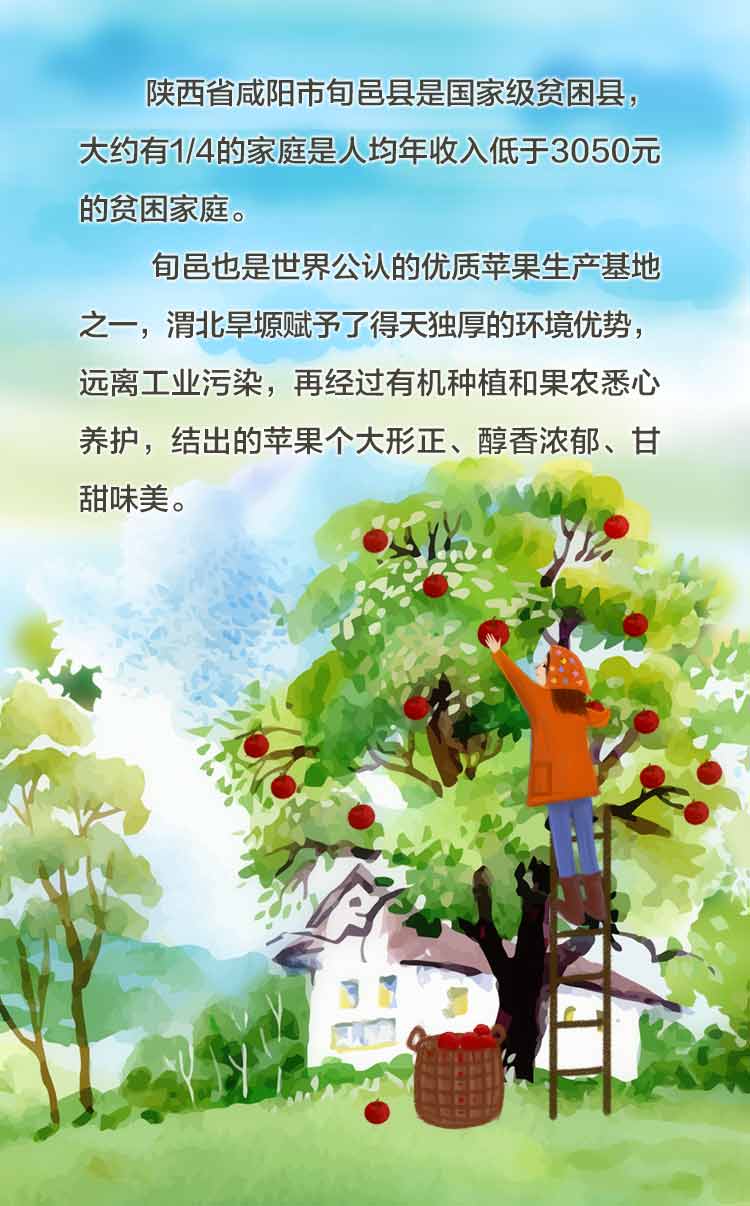 陕西省咸阳市旬邑县是国家级贫困县，
大约有1/4的家庭是人均年收入低于3050元
的贫困家庭。
旬邑也是世界公认的优质苹果生产基地
之一，渭北旱塬赋予了得天独厚的环境优势，
远离工业污染，再经过有机种植和果农悉心
养护，结出的苹果个大形正、醇香浓郁、甘
甜味美。